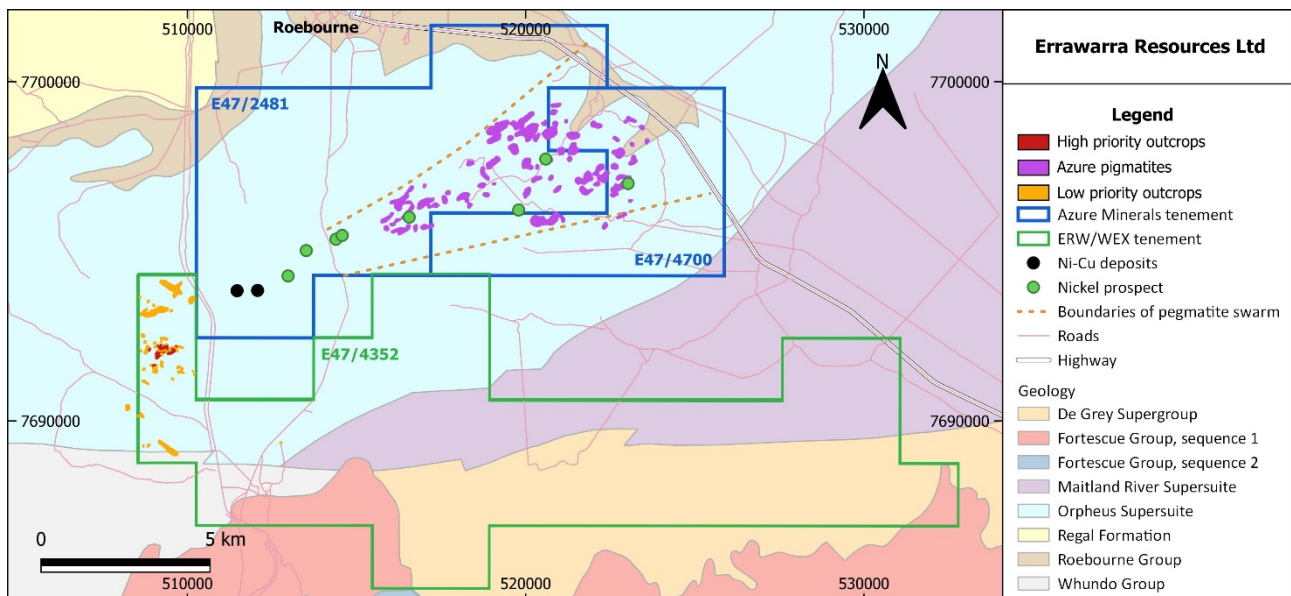 510000
Roebourne
520000
530000
7700000
7700000
N
E47/2481
E47/4700
E47/4352
7690000
7690000
0
5 km
510000
520000
530000
Errawarra Resources Ltd
Legend
High priority outcrops
Azure pigmatites
Low priority outcrops
Azure Minerals tenement
ERW/WEX tenement
Ni-Cu deposits
Nickel prospect
Boundaries of pegmatite swarm
Roads
Highway
Geology
De Grey Supergroup
Fortescue Group, sequence 1
Fortescue Group, sequence 2
Maitland River Supersuite
Orpheus Supersuite
Regal Formation
Roebourne Group
Whundo Group